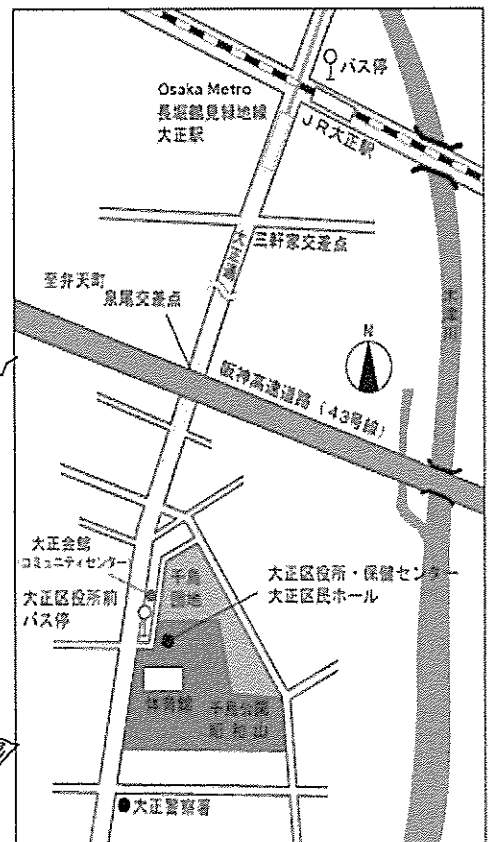 バス停
Osaka Metro
長堀鶴見緑地線
大正駅
JR大正駅
三軒家交差点
大正通
至弁天町
泉尾交差点
木津川
N
阪神高速道路(43号線)
大正会館
コミュニティセンター
千島
団地
大正区役所・保健センター
大正区民ホール
大正区役所前
バス停
体育館
千島公園
昭和山
大正警察署